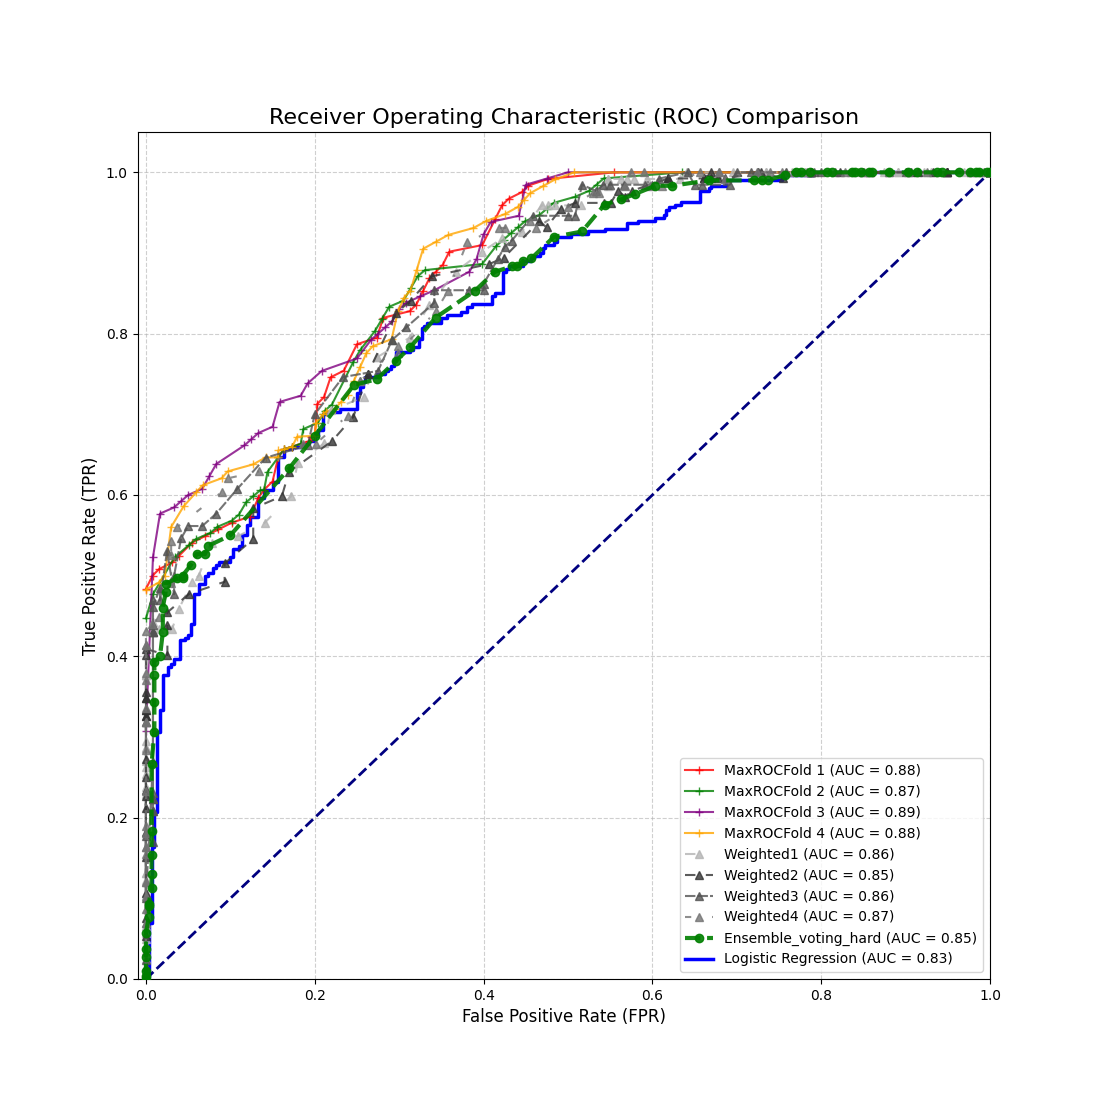 Receiver Operating Characteristic (ROC) Comparison
True Positive Rate (TPR)
1.0
0.8
0.6
0.4
0.2
0.0
MaxROCFold 1 (AUC = 0.88)
MaxROCFold 2 (AUC = 0.87)
MaxROCFold 3 (AUC = 0.89)
MaxROCFold 4 (AUC = 0.88)
Weighted1 (AUC = 0.86)
Weighted2 (AUC = 0.85)
Weighted3 (AUC = 0.86)
Weighted4 (AUC = 0.87)
Ensemble_voting_hard (AUC = 0.85)
Logistic Regression (AUC = 0.83)
0.0 0.2 0.4 0.6 0.8 1.0
False Positive Rate (FPR)